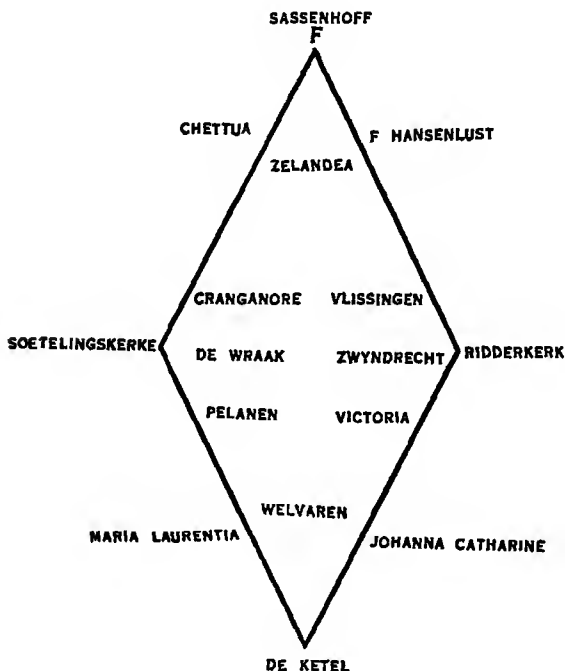 SASSENHOFF
F
CHETTUA
F HANSENLUST
ZELANDEA
CRANGANORE VLISSINGEN
SOETELINGSKERKE DE WRAAK ZWYNDRECHT RIDDERKERK
PELANEN VICTORIA
WELVAREN
MARIA LAURENTIA JOHANNA CATHARINE
DE KETEL